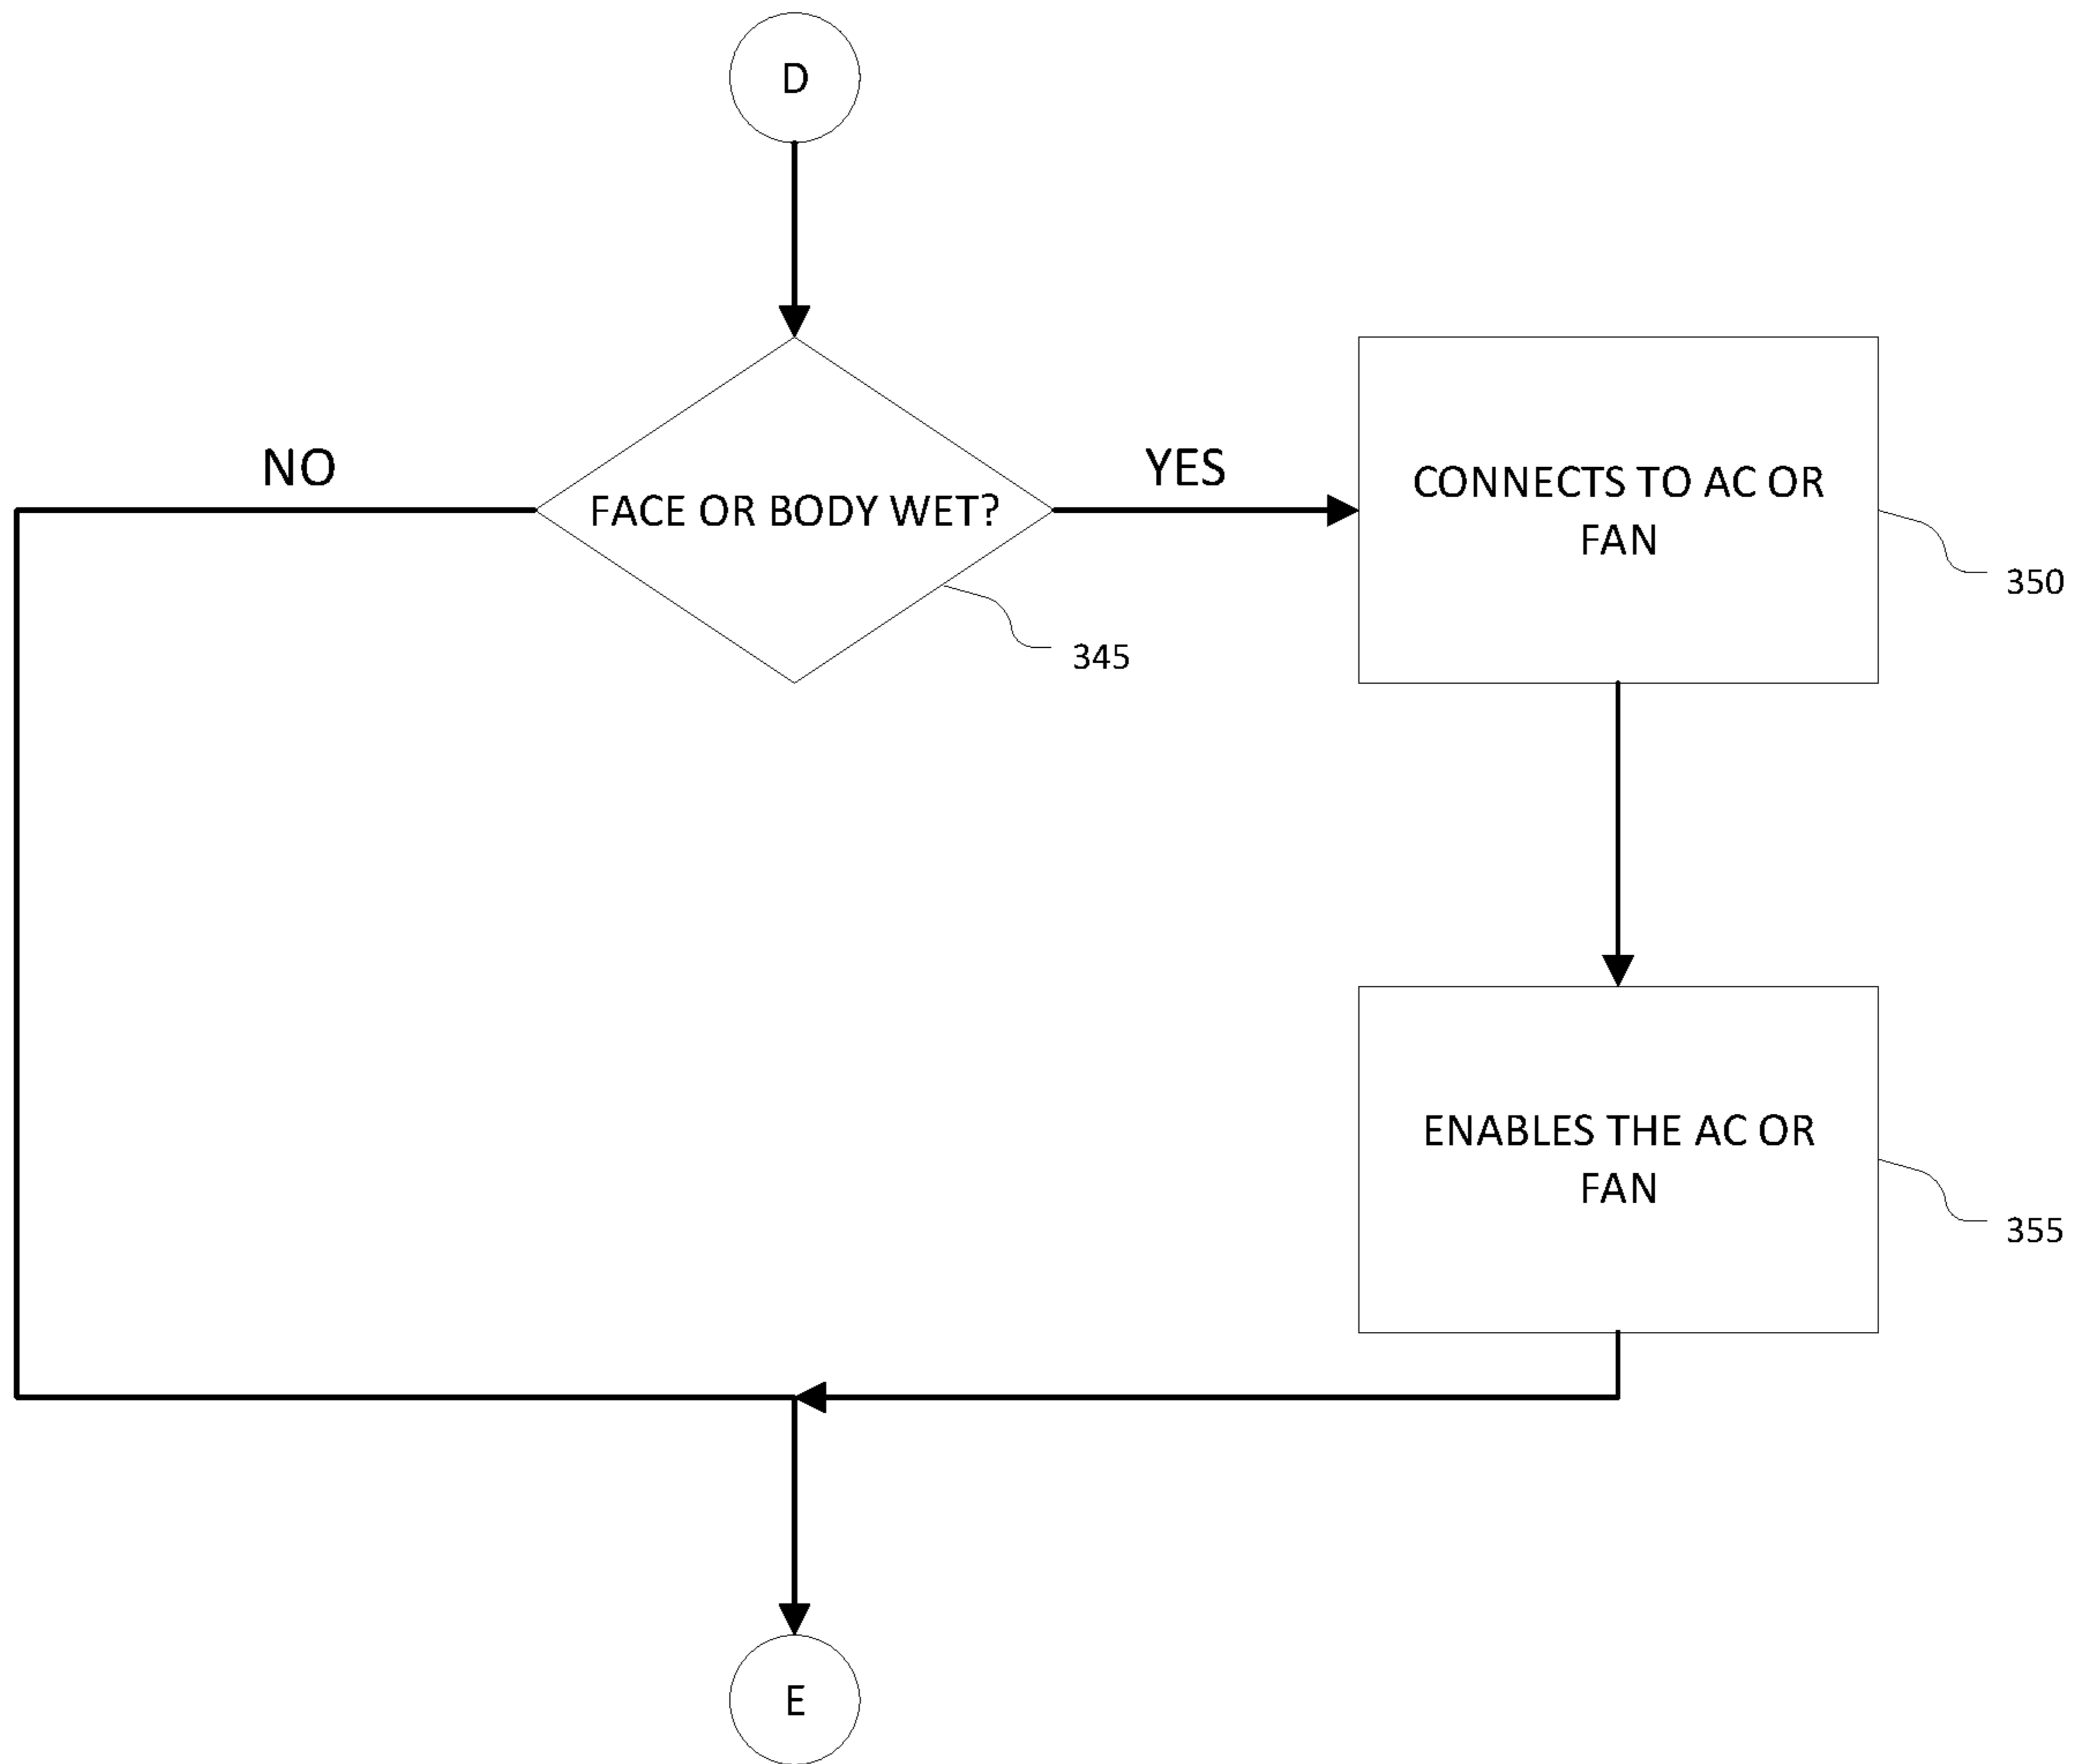 D
NO
YES
FACE OR BODY WET?
345
CONNECTS TO AC OR
FAN
350
ENABLES THE AC OR
FAN
355
E